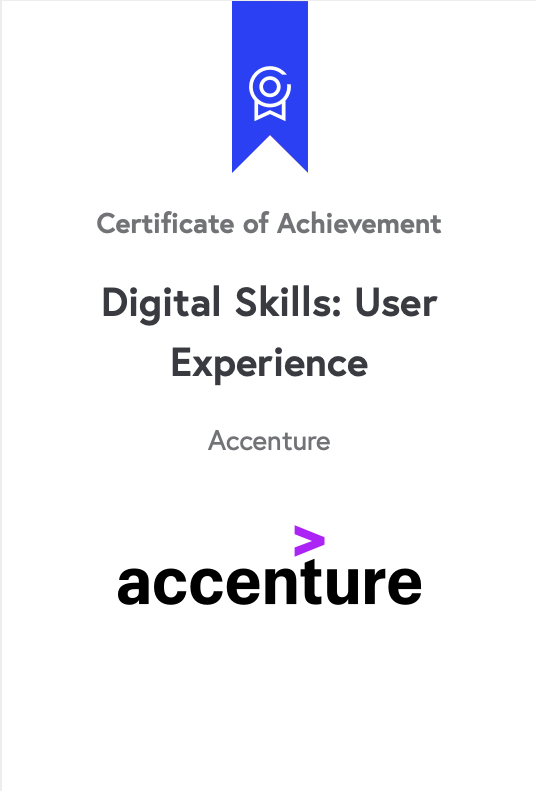 Certificate of Achievement
Digital Skills: User
Experience
Accenture
accenture